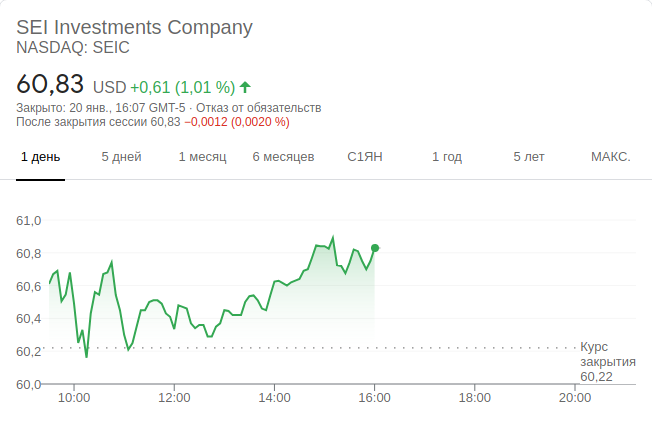 SEI Investments Company
NASDAQ: SEIC
60,83 USD +0,61 (1,01 %)
Закрыто: 20 янв., 16:07 GMT-5 · Отказ от обязательств
После закрытия сессии 60,83 −0,0012 (0,0020 %)
1 день 5 дней 1 месяц 6 месяцев С1ЯН 1 год 5 лет МАКС.
61,0
60,8
60,6
60,4
60,2
60,0
Курс
закрытия
60,22
10:00 12:00 14:00 16:00 18:00 20:00